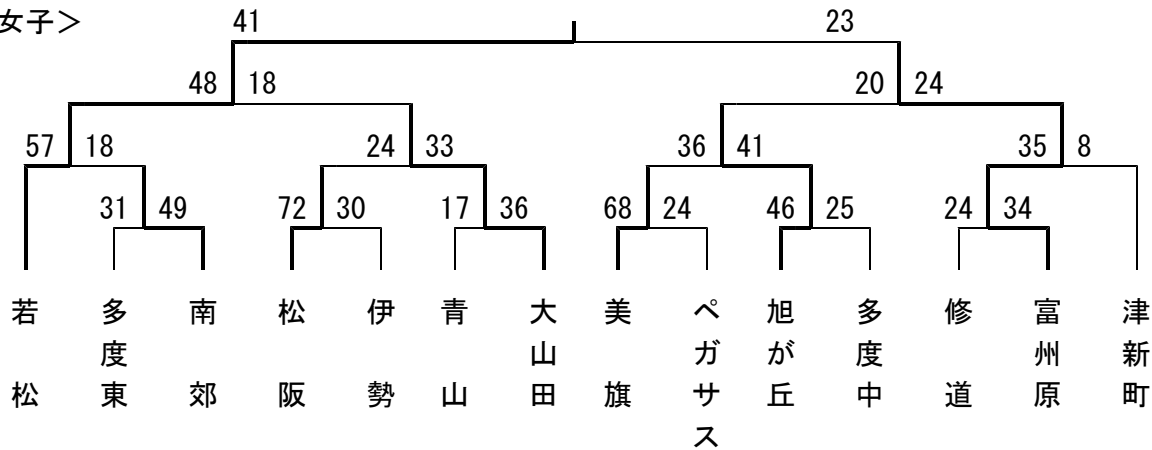 女子＞
41 23
48 18 20 24
57 18 24 33 36 41 35 8
31 49 72 30 17 36 68 24 46 25 24 34
若松
多度東
南郊
松阪
伊勢
青山
大山田
美旗
ペガサス
旭が丘
多度中
修道
富州原
津新町